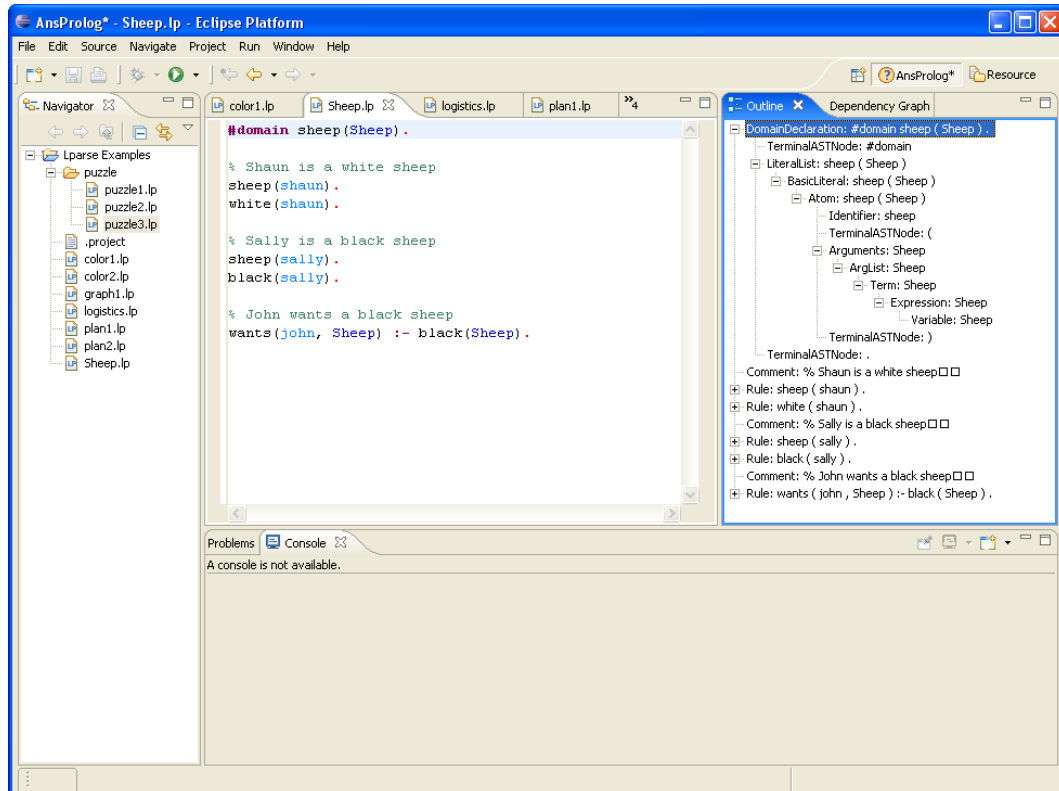 AnsProlog* - Sheep.lp - Eclipse Platform
File Edit Source Navigate Project Run Window Help
AnsProlog* Resource
Navigator
Lparse Examples
puzzle
puzzle1.lp
puzzle2.lp
puzzle3.lp
.project
color1.lp
color2.lp
graph1.lp
logistics.lp
plan1.lp
plan2.lp
Sheep.lp
color1.lp Sheep.lp logistics.lp plan1.lp »4
#domain sheep(Sheep).
% Shaun is a white sheep
sheep(shaun).
white(shaun).
% Sally is a black sheep
sheep(sally).
black(sally).
% John wants a black sheep
wants(john, Sheep) :- black(Sheep).
Outline Dependency Graph
DomainDeclaration: #domain sheep ( Sheep ) .
TerminalASTNode: #domain
LiteralList: sheep ( Sheep )
BasicLiteral: sheep ( Sheep )
Atom: sheep ( Sheep )
Identifier: sheep
TerminalASTNode: (
Arguments: Sheep
ArgList: Sheep
Term: Sheep
Expression: Sheep
Variable: Sheep
TerminalASTNode: )
TerminalASTNode: .
Comment: % Shaun is a white sheep□□
Rule: sheep ( shaun ) .
Rule: white ( shaun ) .
Comment: % Sally is a black sheep□□
Rule: sheep ( sally ) .
Rule: black ( sally ) .
Comment: % John wants a black sheep□□
Rule: wants ( john , Sheep ) :- black ( Sheep ) .
Problems Console
A console is not available.